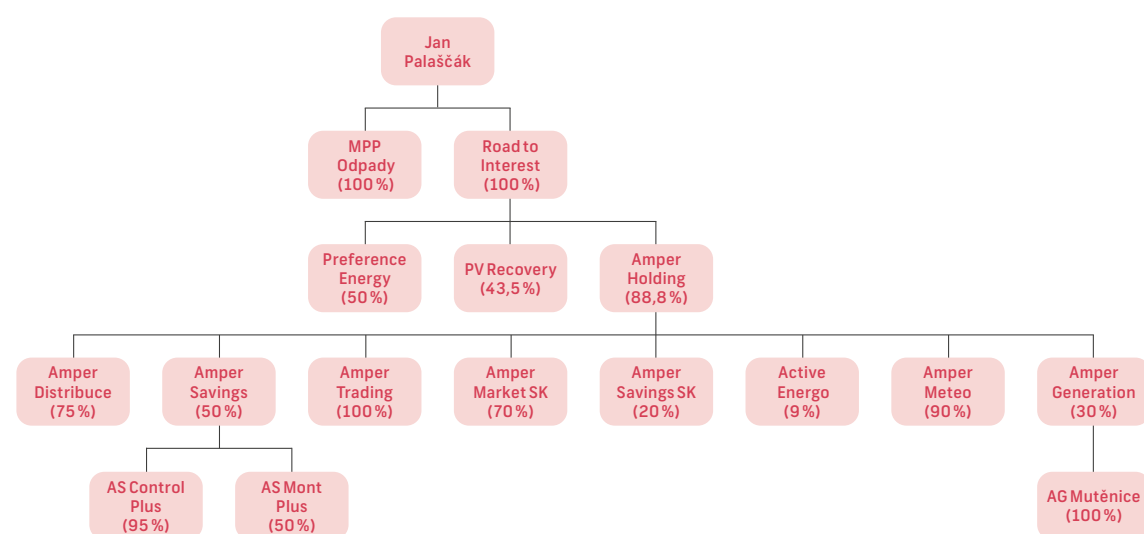 Jan
Palaščák
MPP
Odpady
(100 %)
Road to
Interest
(100 %)
Preference
Energy
(50 %)
PV Recovery
(43,5 %)
Amper
Holding
(88,8 %)
Amper
Distribuce
(75 %)
Amper
Savings
(50 %)
Amper
Trading
(100 %)
Amper
Market SK
(70 %)
Amper
Savings SK
(20 %)
Active
Energo
(9 %)
Amper
Meteo
(90 %)
Amper
Generation
(30 %)
AS Control
Plus
(95 %)
AS Mont
Plus
(50 %)
AG Mutěnice
(100 %)